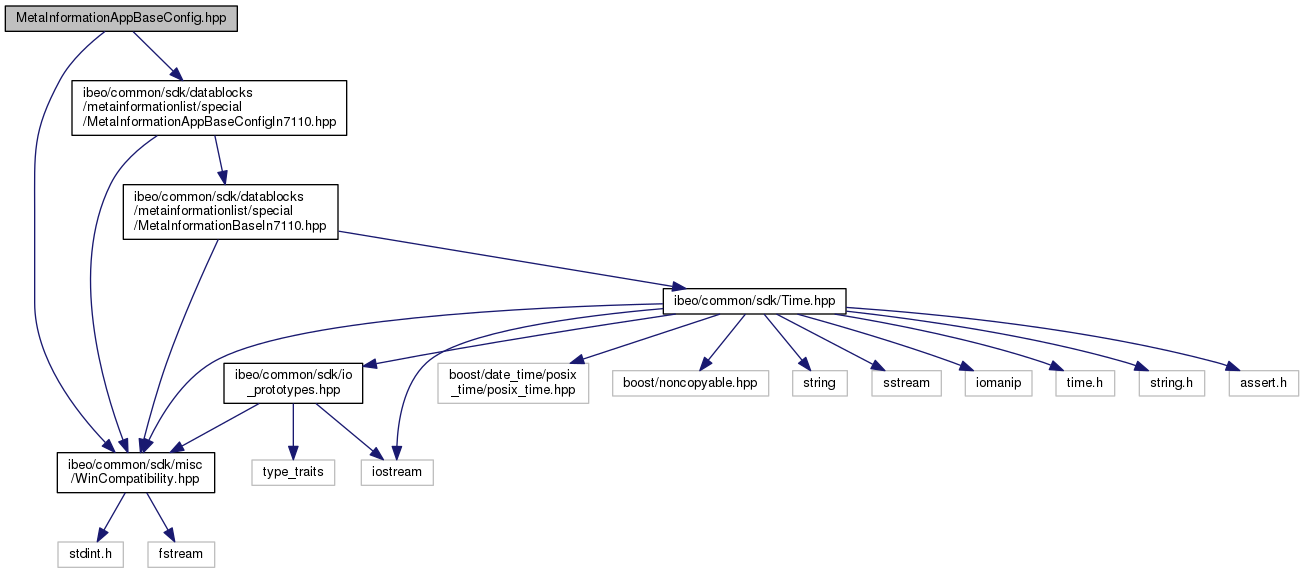 MetaInformationAppBaseConfig.hpp
ibeo/common/sdk/datablocks
/metainformationlist/special
/MetaInformationAppBaseConfigIn7110.hpp
ibeo/common/sdk/datablocks
/metainformationlist/special
/MetaInformationBaseIn7110.hpp
ibeo/common/sdk/Time.hpp
ibeo/common/sdk/io
_prototypes.hpp
boost/date_time/posix
_time/posix_time.hpp
boost/noncopyable.hpp
string
sstream
iomanip
time.h
string.h
assert.h
ibeo/common/sdk/misc
/WinCompatibility.hpp
type_traits
iostream
stdint.h
fstream